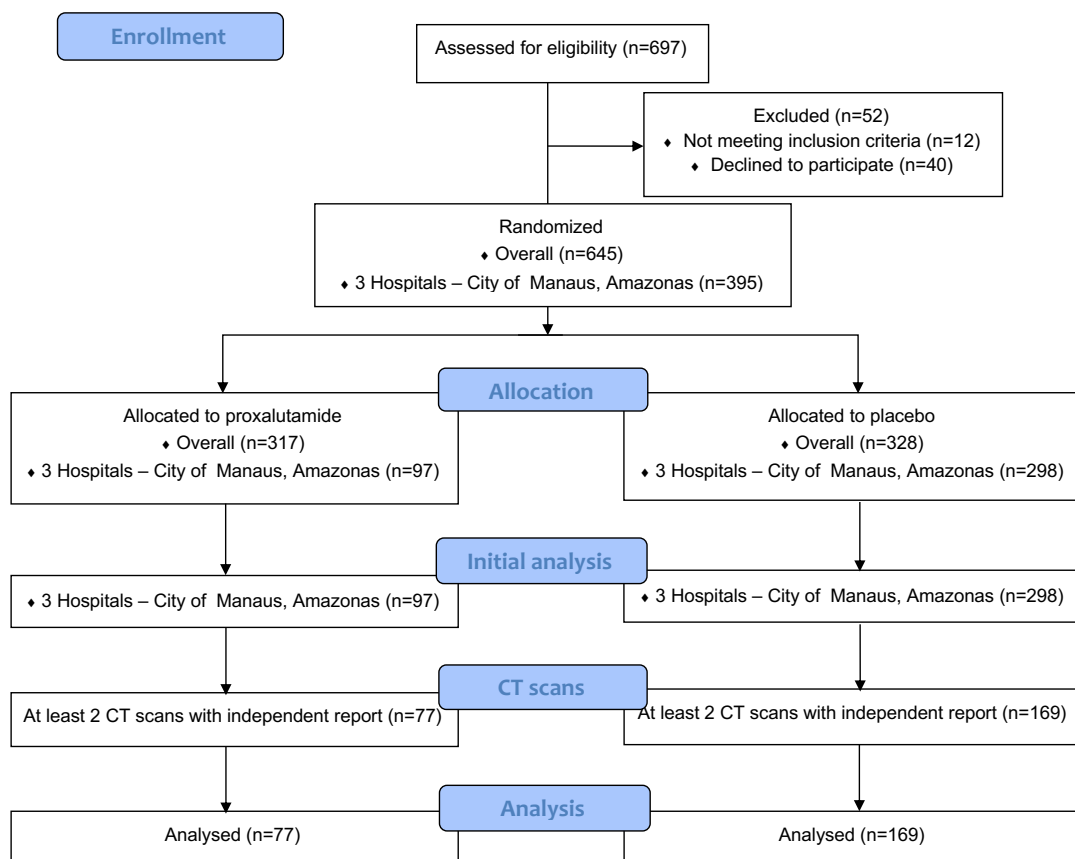 Enrollment
Assessed for eligibility (n=697)
Excluded (n=52)
♦ Not meeting inclusion criteria (n=12)
♦ Declined to participate (n=40)
Randomized
♦ Overall (n=645)
♦ 3 Hospitals – City of Manaus, Amazonas (n=395)
Allocation
Allocated to proxalutamide
♦ Overall (n=317)
♦ 3 Hospitals – City of Manaus, Amazonas (n=97)
Allocated to placebo
♦ Overall (n=328)
♦ 3 Hospitals – City of Manaus, Amazonas (n=298)
Initial analysis
♦ 3 Hospitals – City of Manaus, Amazonas (n=97)
♦ 3 Hospitals – City of Manaus, Amazonas (n=298)
CT scans
At least 2 CT scans with independent report (n=77)
At least 2 CT scans with independent report (n=169)
Analysis
Analysed (n=77)
Analysed (n=169)